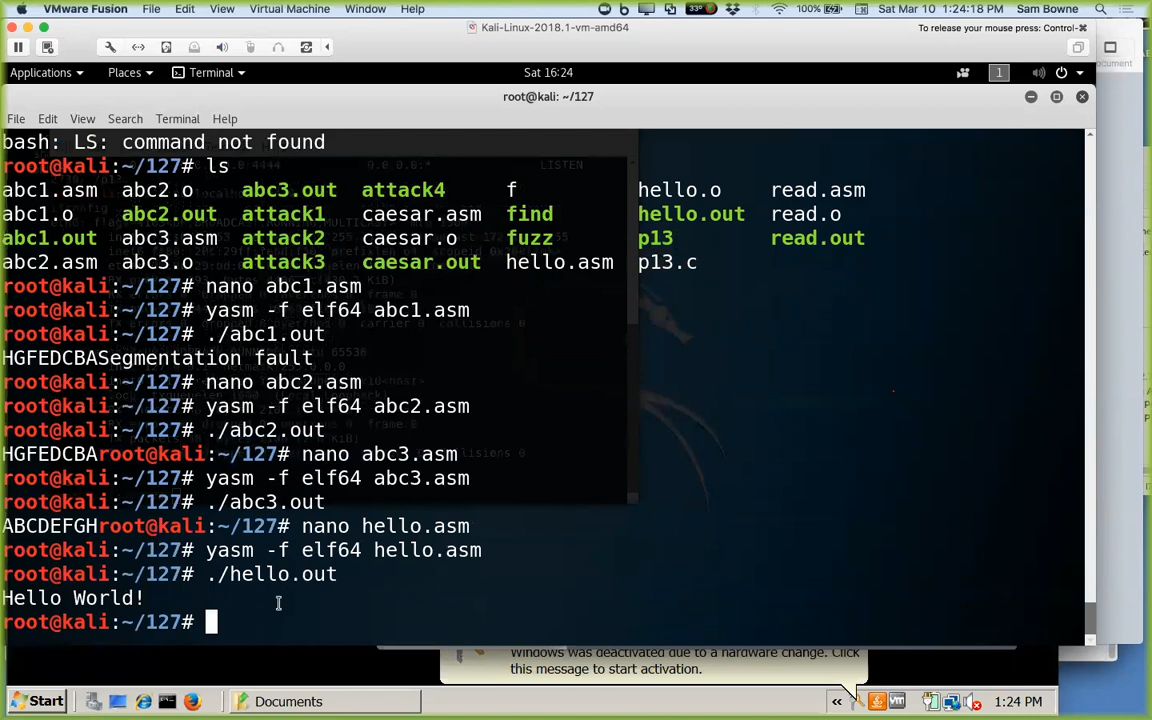 VMware Fusion File Edit View Virtual Machine Window Help 33° 100% Sat Mar 10 1:24:18 PM Sam Bowne
Kali-Linux-2018.1-vm-amd64 To release your mouse press: Control-⌘
Applications Places Terminal Sat 16:24 1
ocument
root@kali: ~/127
File Edit View Search Terminal Help
bash: LS: command not found
root@kali:~/127# ls
abc1.asm abc2.o abc3.out attack4 f hello.o read.asm
abc1.o abc2.out attack1 caesar.asm find hello.out read.o
abc1.out abc3.asm attack2 caesar.o fuzz p13 read.out
abc2.asm abc3.o attack3 caesar.out hello.asm p13.c
root@kali:~/127# nano abc1.asm
root@kali:~/127# yasm -f elf64 abc1.asm
root@kali:~/127# ./abc1.out
HGFEDCBASegmentation fault
root@kali:~/127# nano abc2.asm
root@kali:~/127# yasm -f elf64 abc2.asm
root@kali:~/127# ./abc2.out
HGFEDCBAroot@kali:~/127# nano abc3.asm
root@kali:~/127# yasm -f elf64 abc3.asm
root@kali:~/127# ./abc3.out
ABCDEFGHroot@kali:~/127# nano hello.asm
root@kali:~/127# yasm -f elf64 hello.asm
root@kali:~/127# ./hello.out
Hello World!
root@kali:~/127#
Windows was deactivated due to a hardware change. Click
this message to start activation.
Start Documents « 1:24 PM